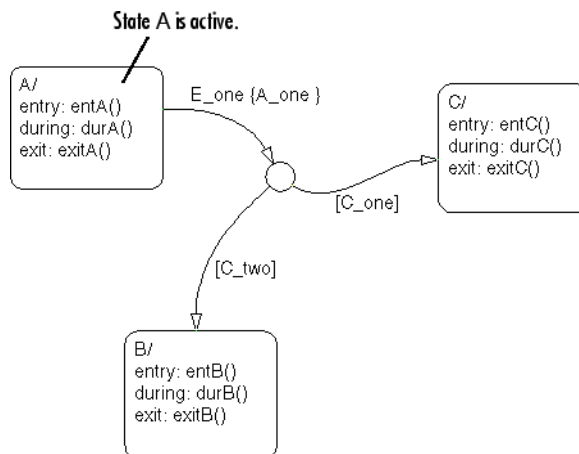 State A is active.
A/
entry: entA()
during: durA()
exit: exitA()
E_one {A_one }
C/
entry: entC()
during: durC()
exit: exitC()
[C_one]
[C_two]
B/
entry: entB()
during: durB()
exit: exitB()